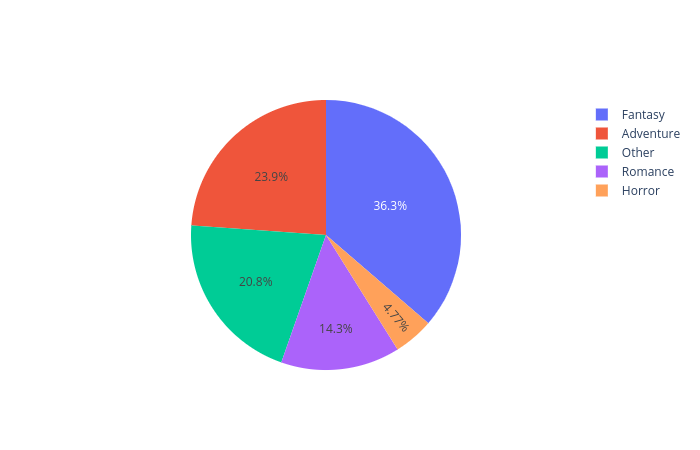 Fantasy
Adventure
Other
Romance
Horror
36.3%
23.9%
20.8%
14.3%
4.77%